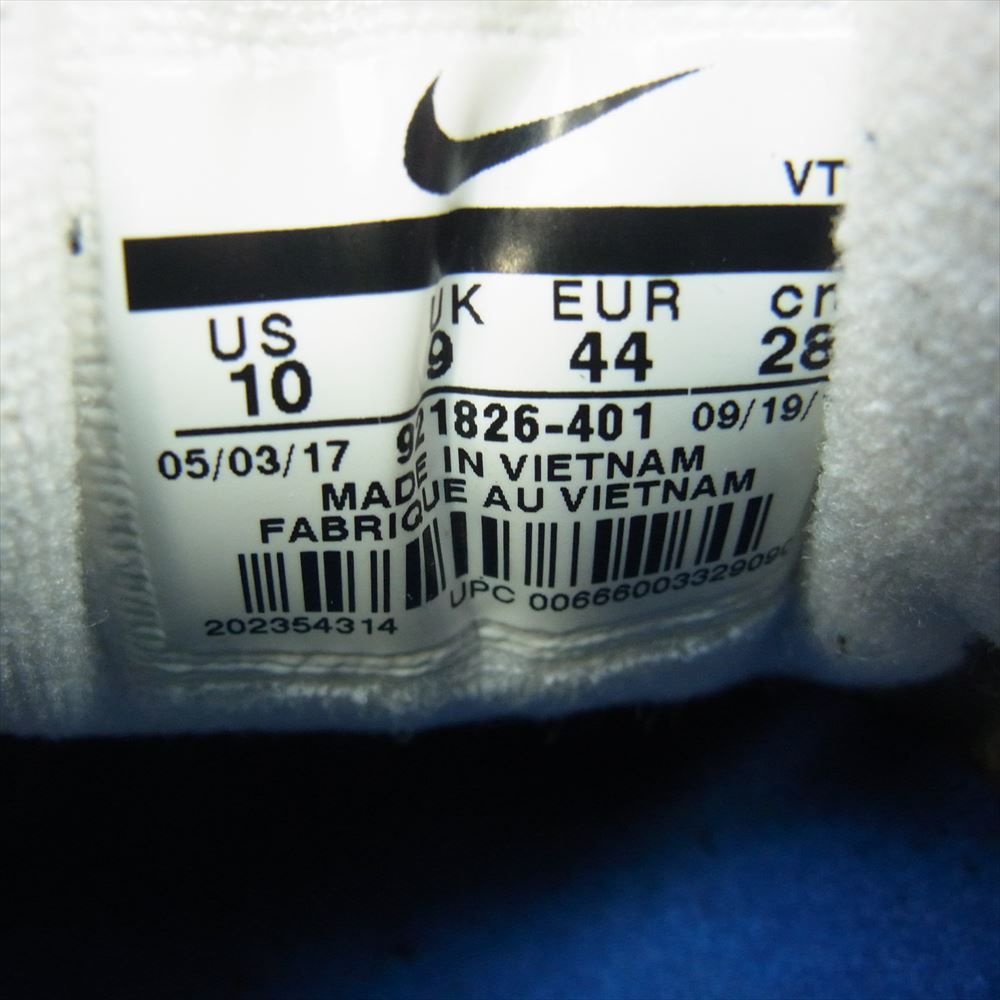 VT
US UK EUR
10 9 44 28
05/03/17 921826-401 09/19/
MADE IN VIETNAM
FABRIQUE AU VIETNAM
202354314 UPC 0066600332909